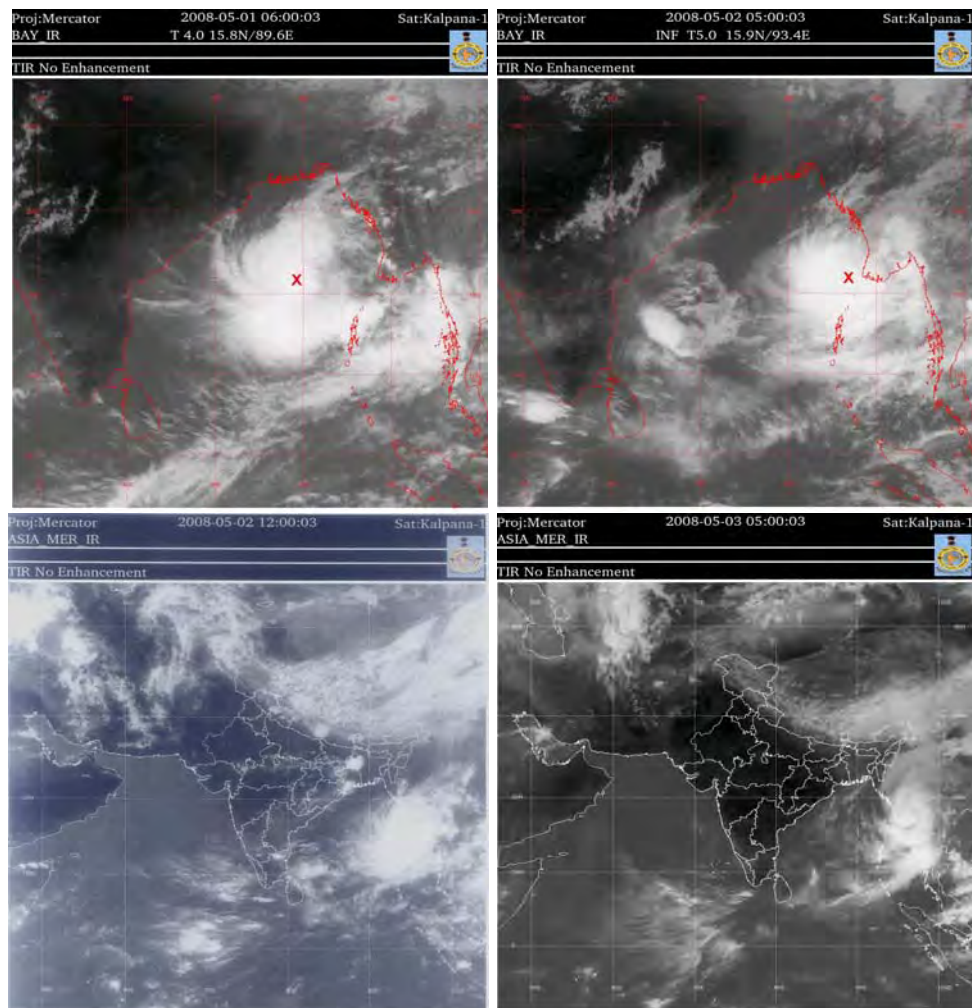 Proj:Mercator 2008-05-01 06:00:03 Sat:Kalpana-1
BAY_IR T 4.0 15.8N/89.6E
TIR No Enhancement
X
Proj:Mercator 2008-05-02 05:00:03 Sat:Kalpana-1
BAY_IR INF T5.0 15.9N/93.4E
TIR No Enhancement
X
Proj:Mercator 2008-05-02 12:00:03 Sat:Kalpana-1
ASIA_MER_IR
TIR No Enhancement
Proj:Mercator 2008-05-03 05:00:03 Sat:Kalpana-1
ASIA_MER_IR
TIR No Enhancement